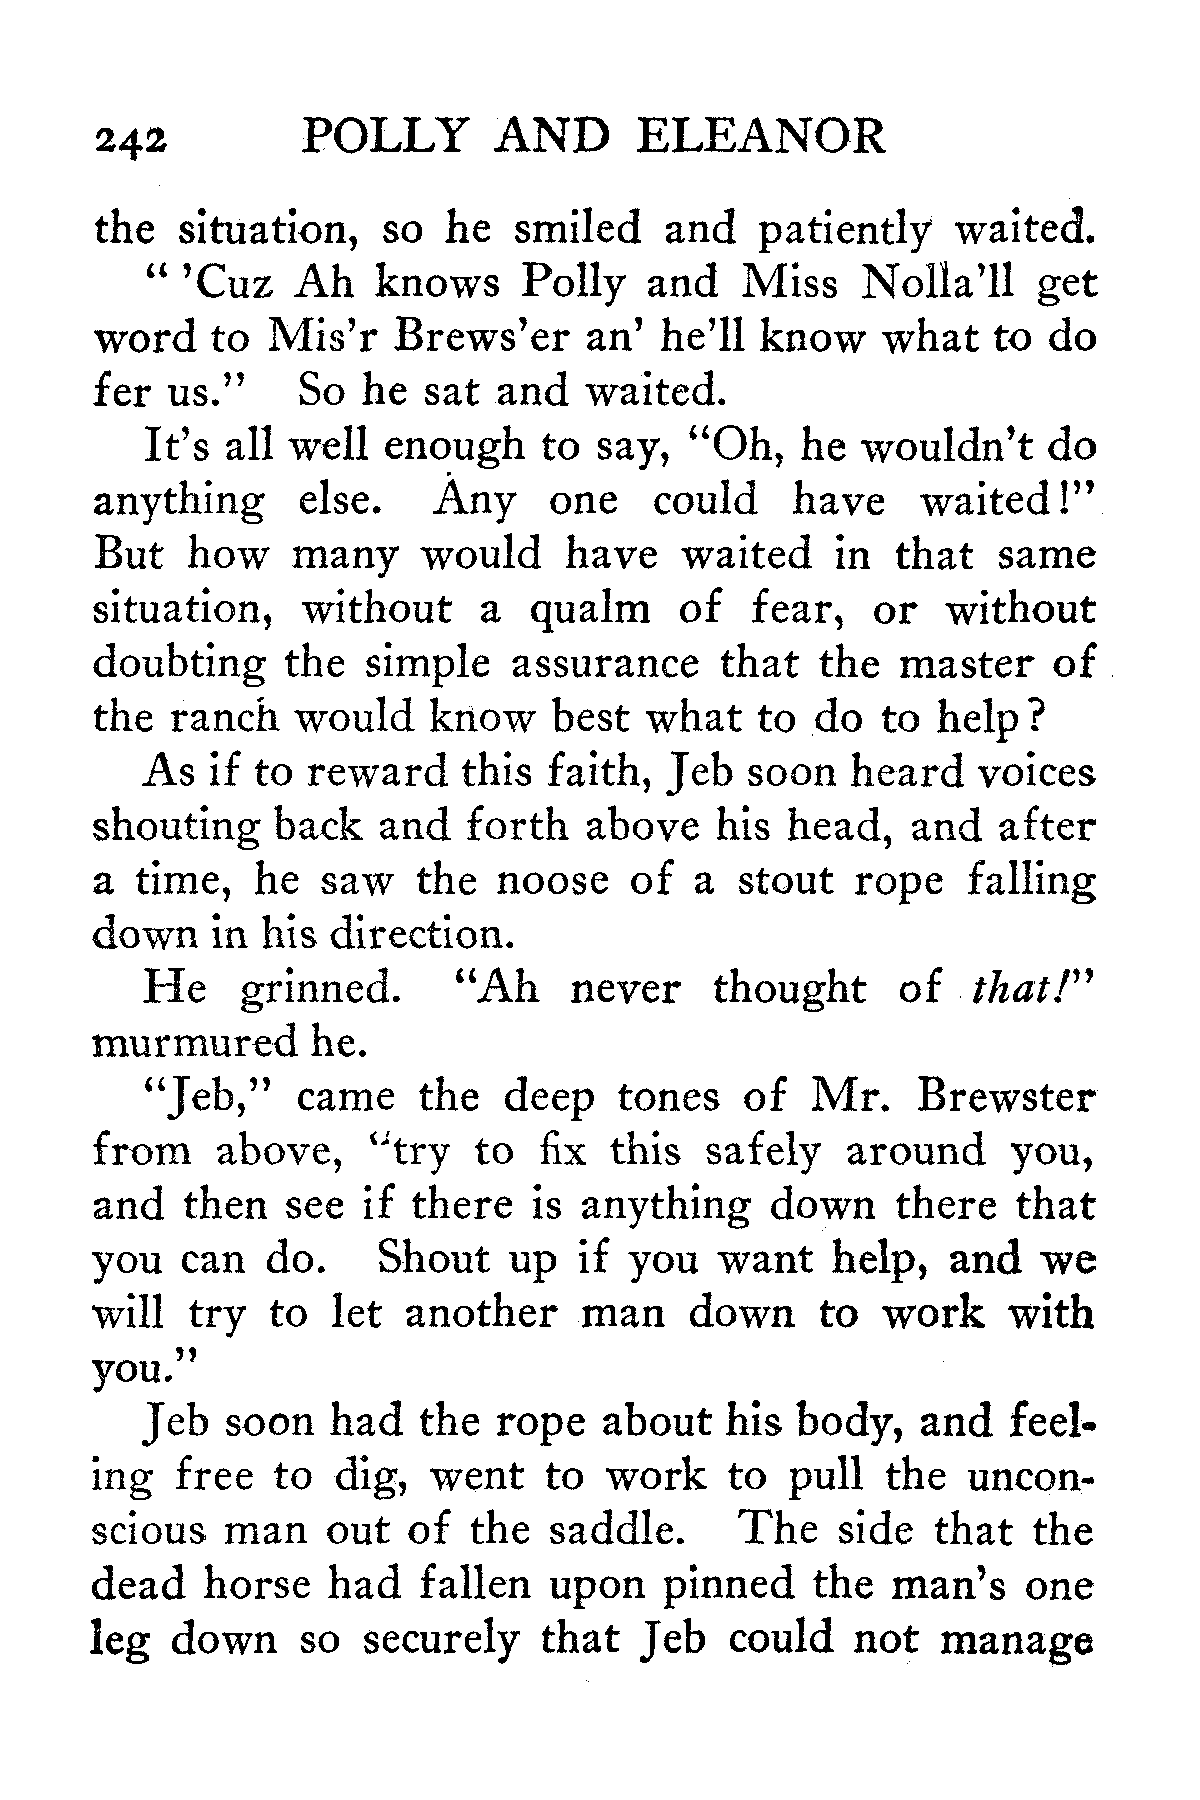 242 POLLY AND ELEANOR
the situation, so he smiled and patiently waited.
" 'Cuz Ah knows Polly and Miss Nolla'll get
word to Mis'r Brews'er an' he'll know what to do
fer us." So he sat and waited.
It's all well enough to say, "Oh, he wouldn't do
anything else. Any one could have waited!"
But how many would have waited in that same
situation, without a qualm of fear, or without
doubting the simple assurance that the master of
the ranch would know best what to do to help?
As if to reward this faith, Jeb soon heard voices
shouting back and forth above his head, and after
a time, he saw the noose of a stout rope falling
down in his direction.
He grinned. "Ah never thought of that!"
murmured he.
"Jeb," came the deep tones of Mr. Brewster
from above, "try to fix this safely around you,
and then see if there is anything down there that
you can do. Shout up if you want help, and we
will try to let another man down to work with
you."
Jeb soon had the rope about his body, and feel-
ing free to dig, went to work to pull the uncon-
scious man out of the saddle. The side that the
dead horse had fallen upon pinned the man's one
leg down so securely that Jeb could not manage